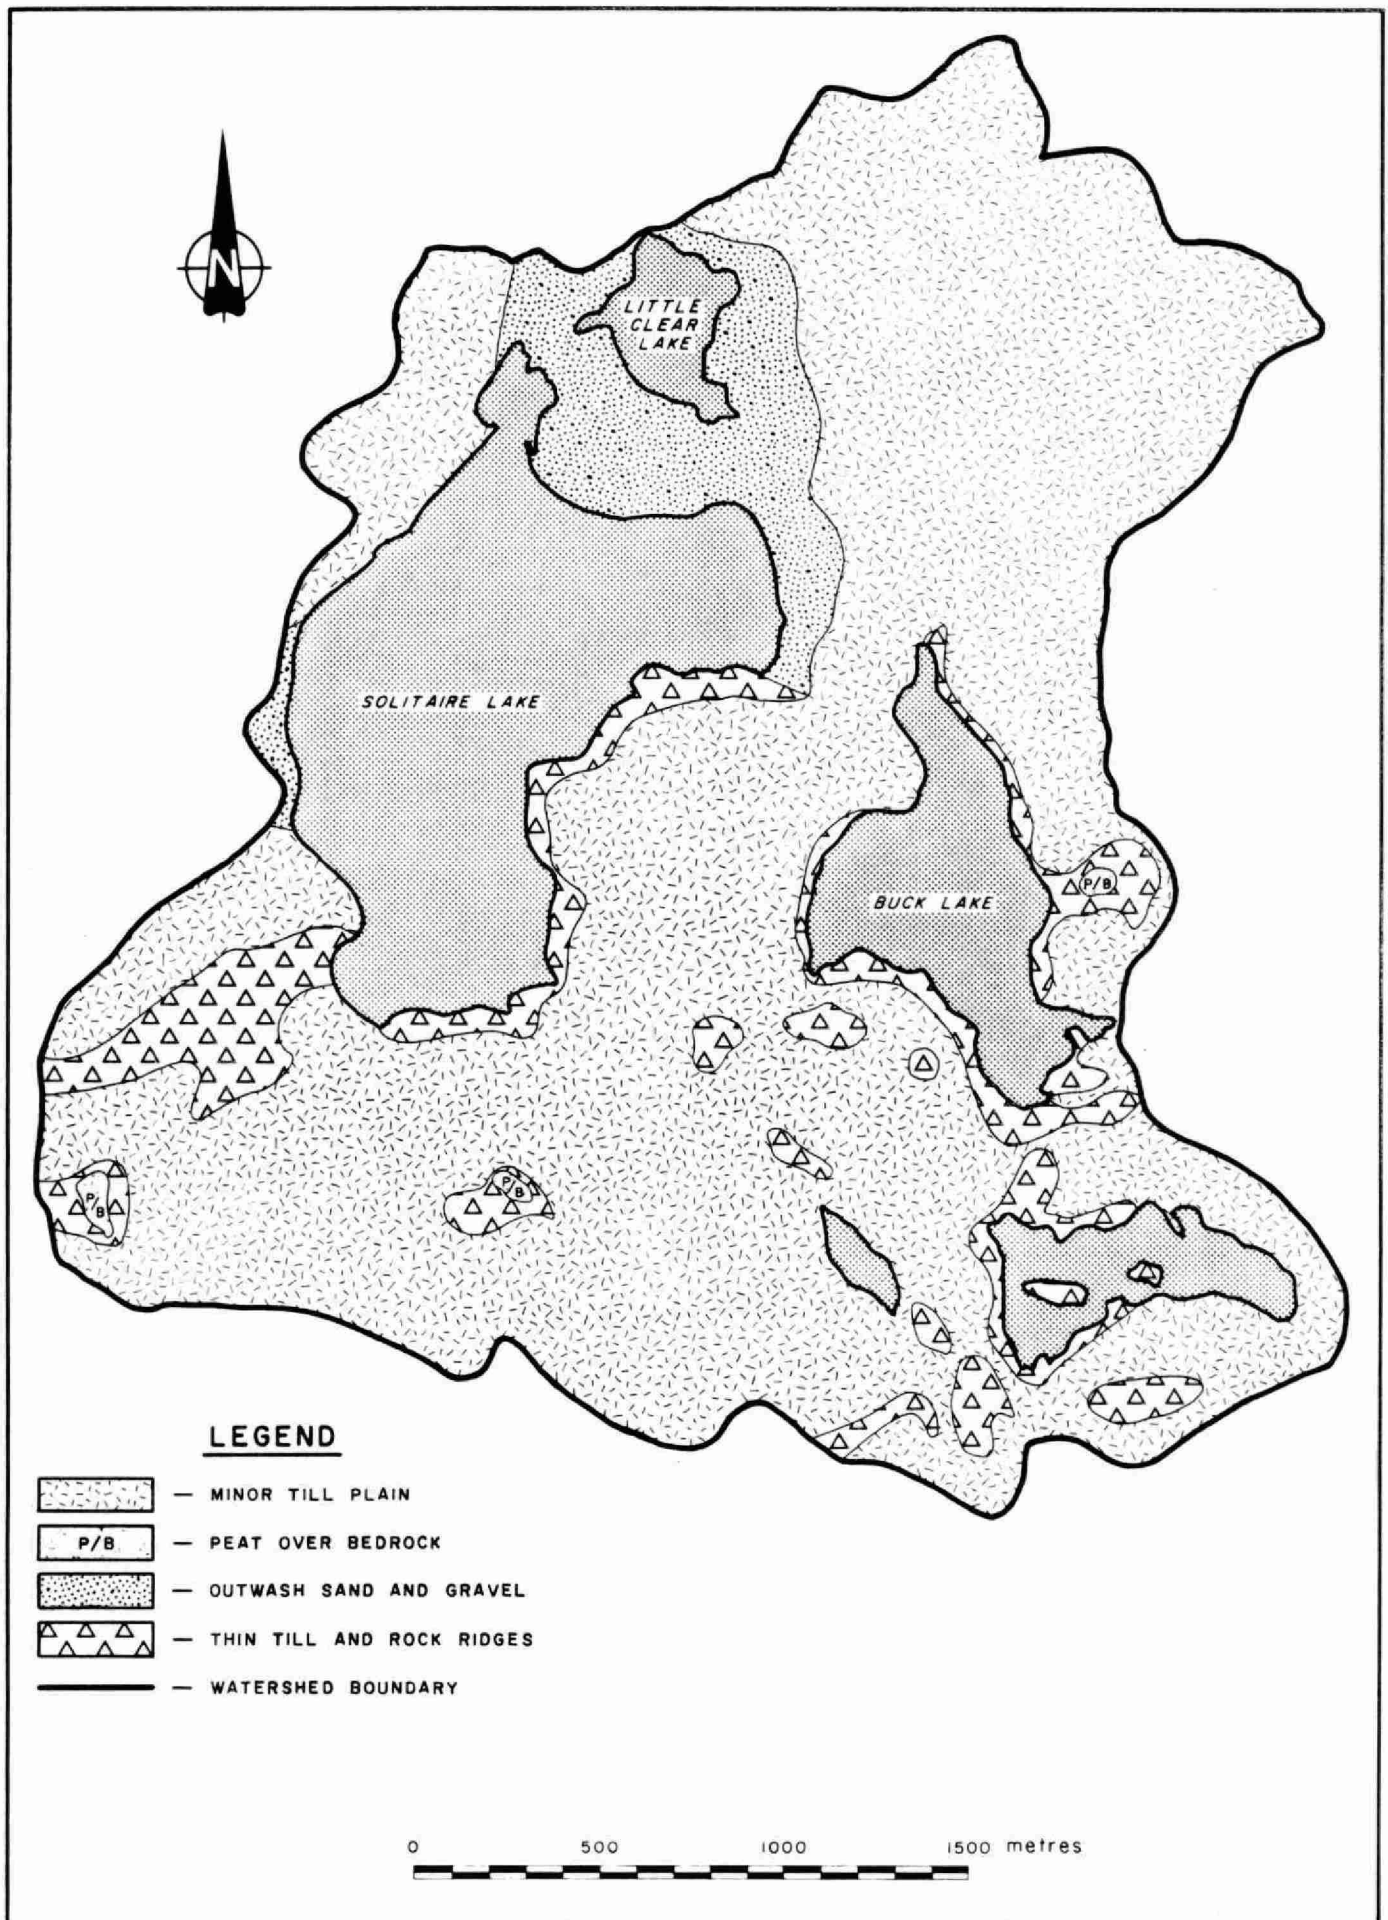 N
LITTLE
CLEAR
LAKE
SOLITAIRE LAKE
P/B
BUCK LAKE
P/B
P/B
LEGEND
— MINOR TILL PLAIN
P/B — PEAT OVER BEDROCK
— OUTWASH SAND AND GRAVEL
— THIN TILL AND ROCK RIDGES
— WATERSHED BOUNDARY
0 500 1000 1500 metres